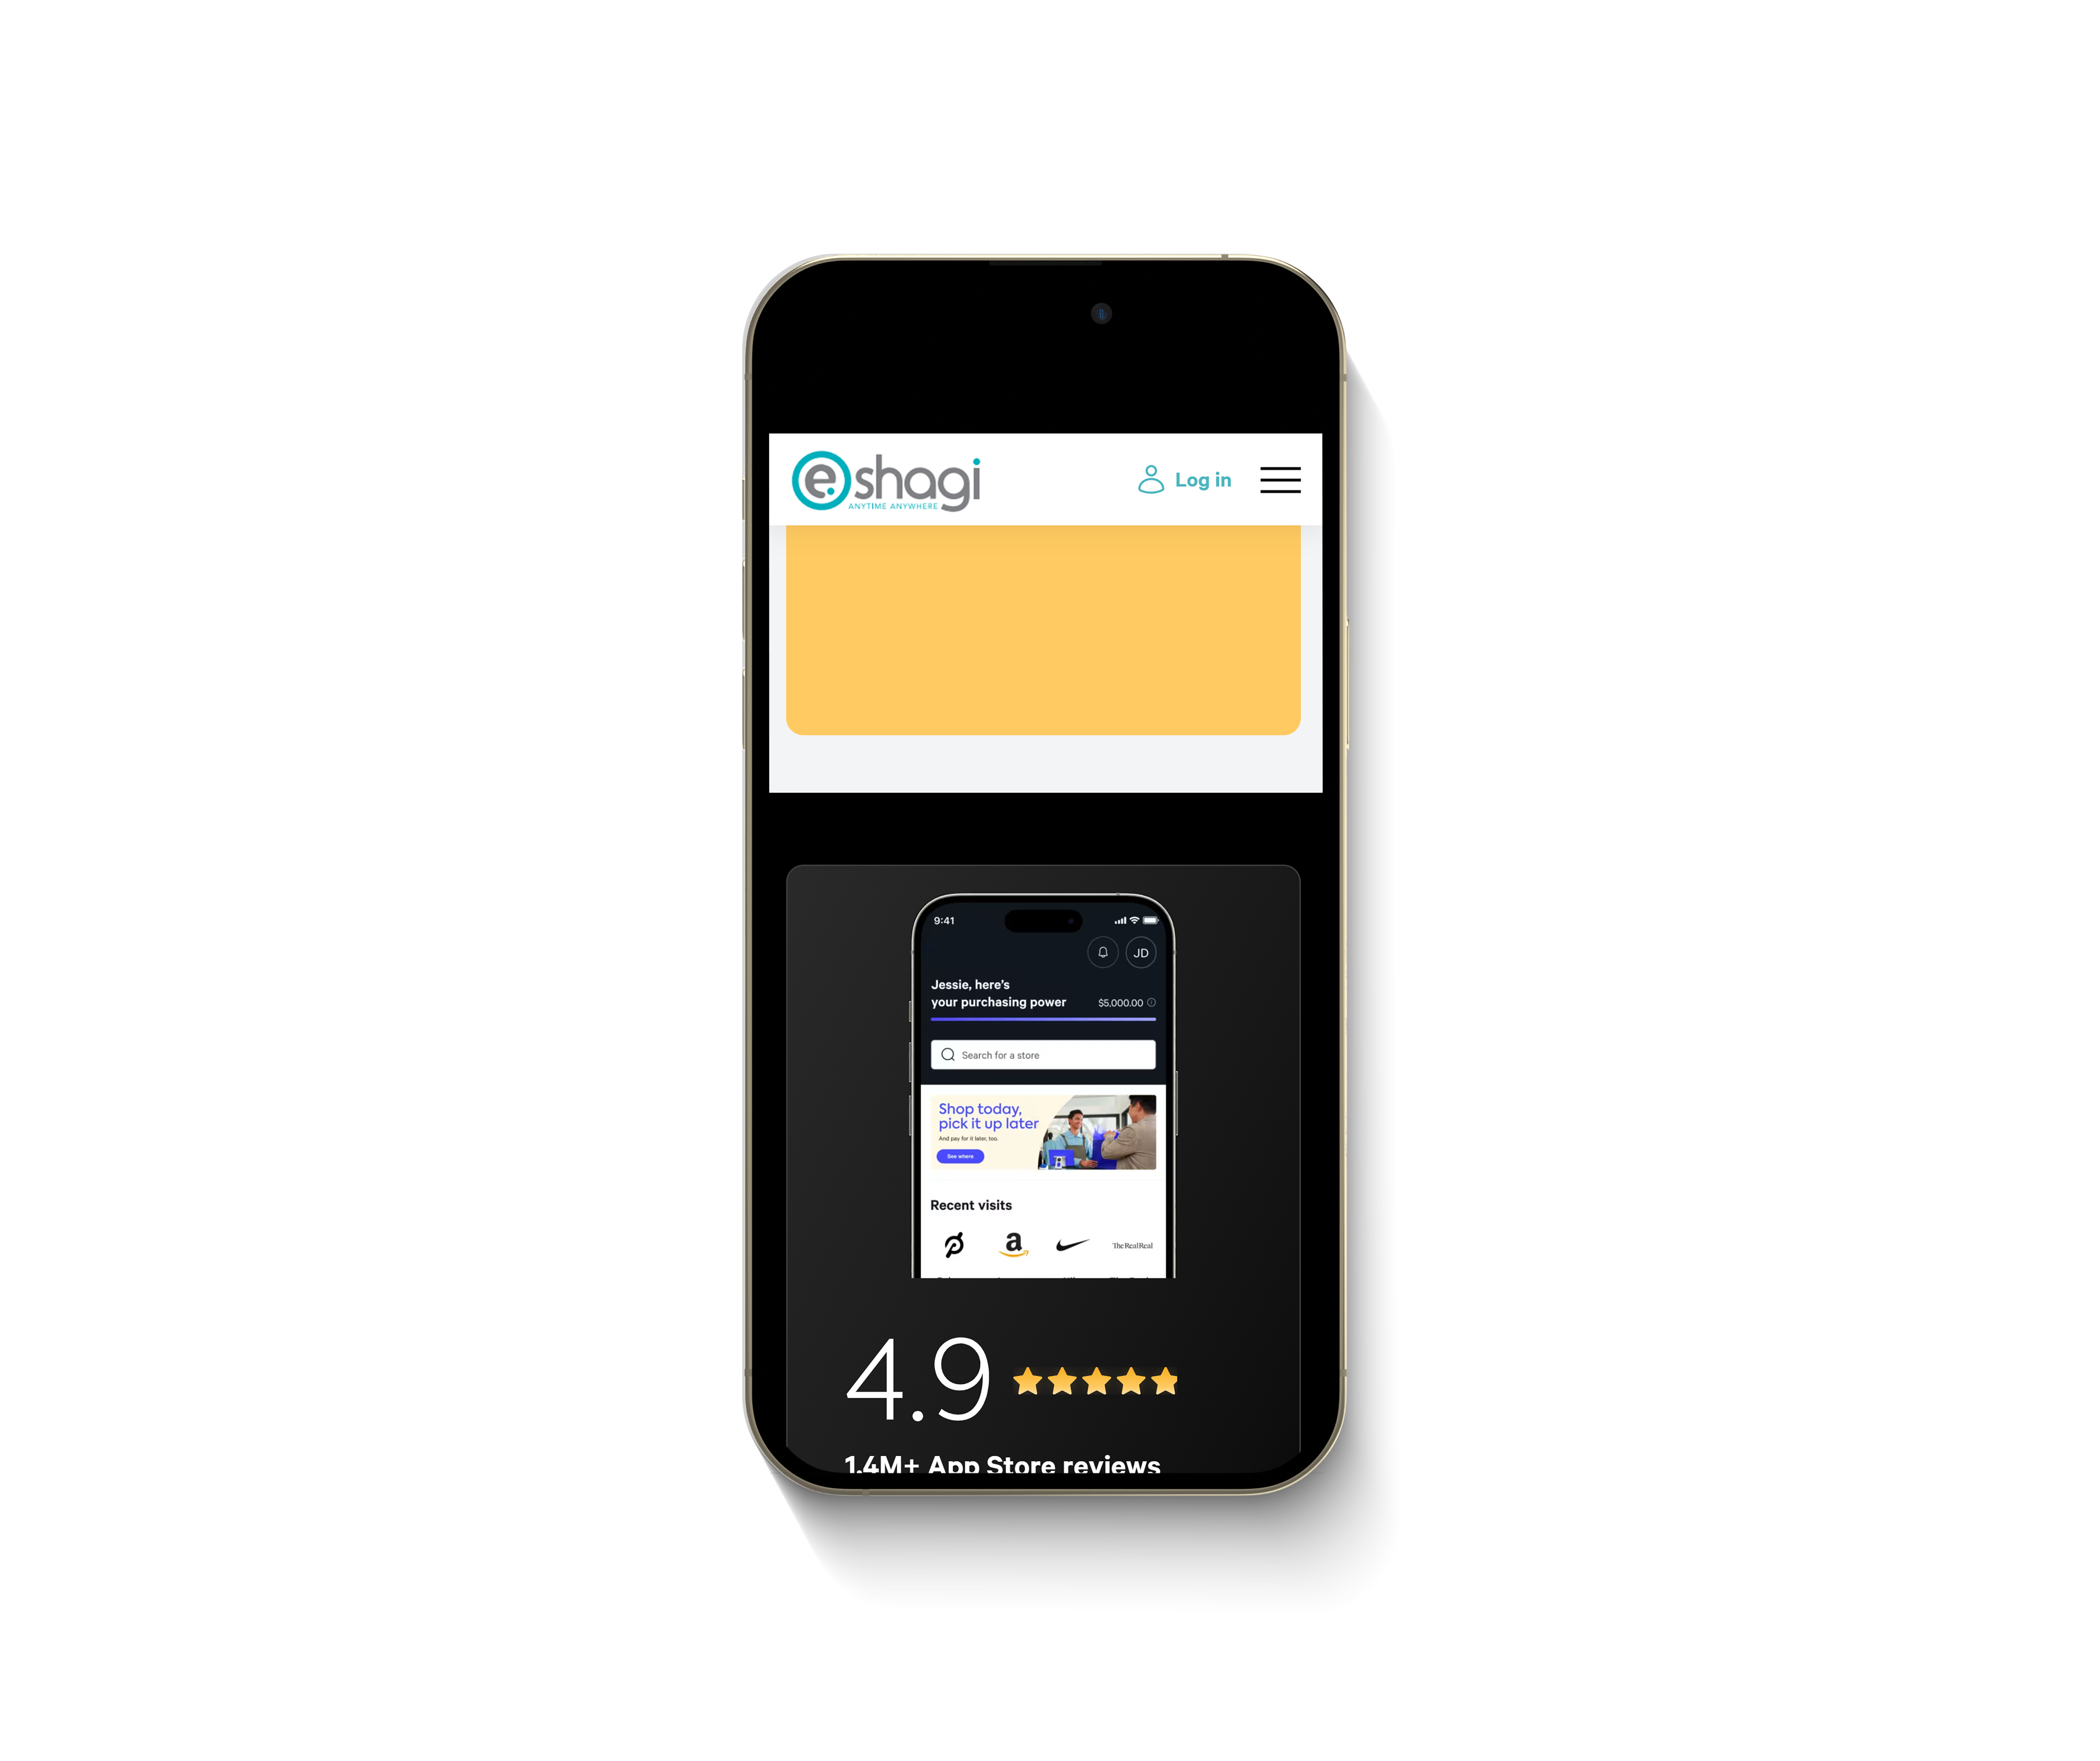 e.shagi
ANYTIME ANYWHERE
Log in
9:41
JD
Jessie, here's
your purchasing power $5,000.00
Search for a store
Shop today,
pick it up later
And pay for it later, too.
See where
Recent visits
a
TheRealReal
4.9
1.4M+ App Store reviews